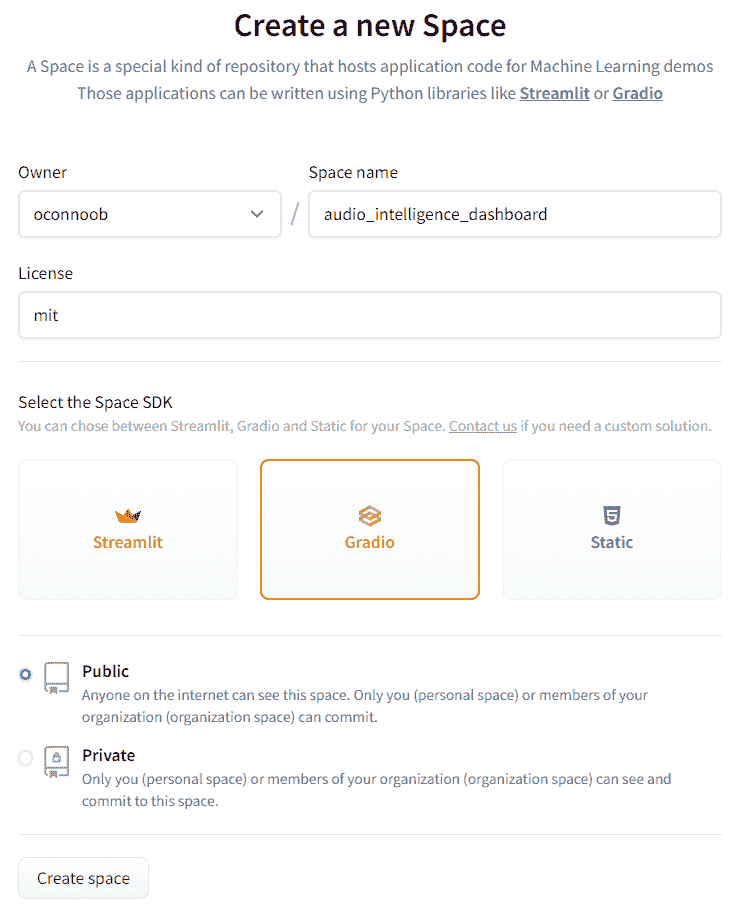 Create a new Space
A Space is a special kind of repository that hosts application code for Machine Learning demos
Those applications can be written using Python libraries like Streamlit or Gradio
Owner
Space name
oconnoob
/
audio_intelligence_dashboard
License
mit
Select the Space SDK
You can chose between Streamlit, Gradio and Static for your Space. Contact us if you need a custom solution.
Streamlit
Gradio
Static
Public
Anyone on the internet can see this space. Only you (personal space) or members of your
organization (organization space) can commit.
Private
Only you (personal space) or members of your organization (organization space) can see and
commit to this space.
Create space